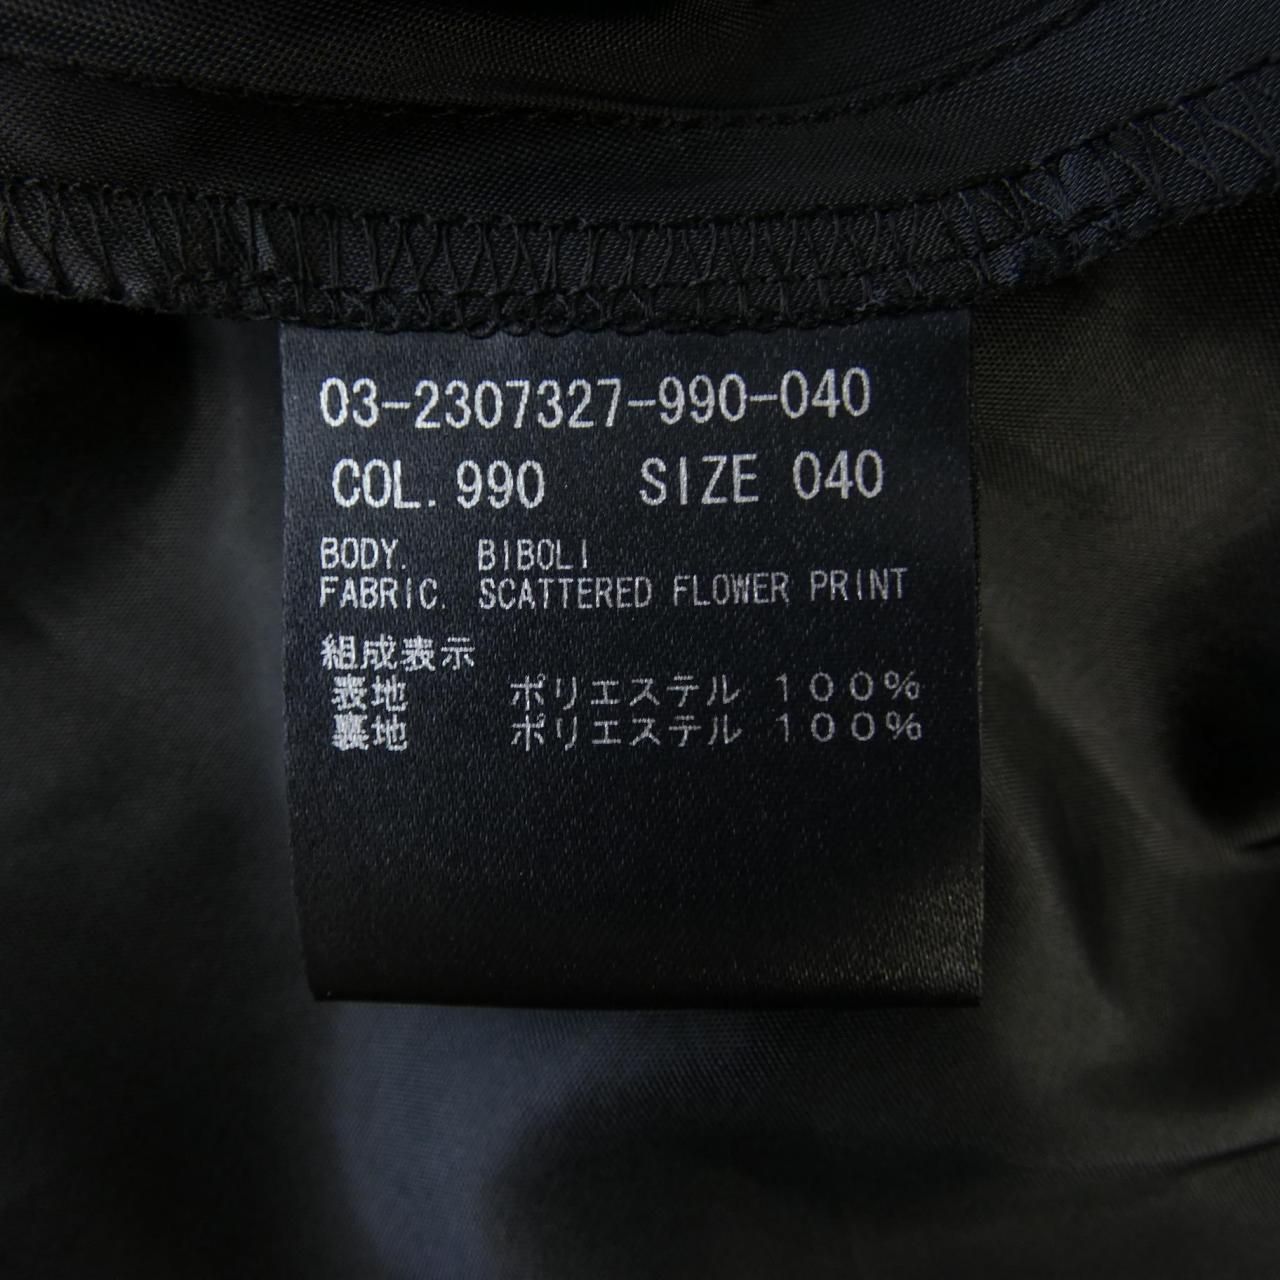 03-2307327-990-040
COL. 990 SIZE 040
BODY. BIBOLI
FABRIC. SCATTERED FLOWER PRINT
組成表示
表地 ポリエステル 100%
裏地 ポリエステル 100%